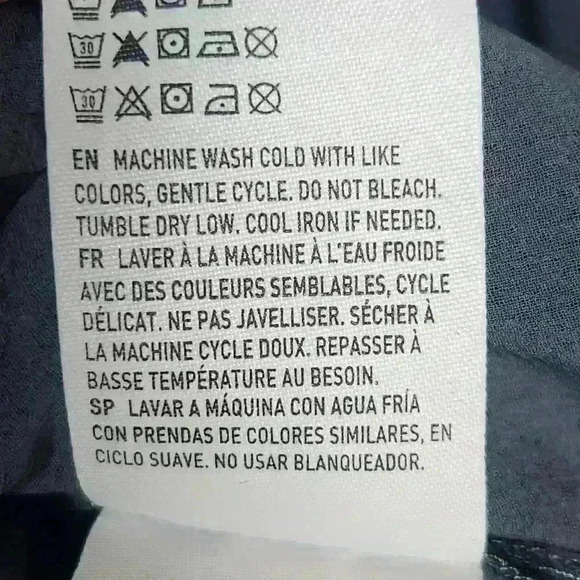 30
30
EN MACHINE WASH COLD WITH LIKE
COLORS, GENTLE CYCLE. DO NOT BLEACH.
TUMBLE DRY LOW. COOL IRON IF NEEDED.
FR LAVER À LA MACHINE À L'EAU FROIDE
AVEC DES COULEURS SEMBLABLES, CYCLE
DÉLICAT. NE PAS JAVELLISER. SÉCHER À
LA MACHINE CYCLE DOUX. REPASSER À
BASSE TEMPÉRATURE AU BESOIN.
SP LAVAR A MÁQUINA CON AGUA FRÍA
CON PRENDAS DE COLORES SIMILARES, EN
CICLO SUAVE. NO USAR BLANQUEADOR.